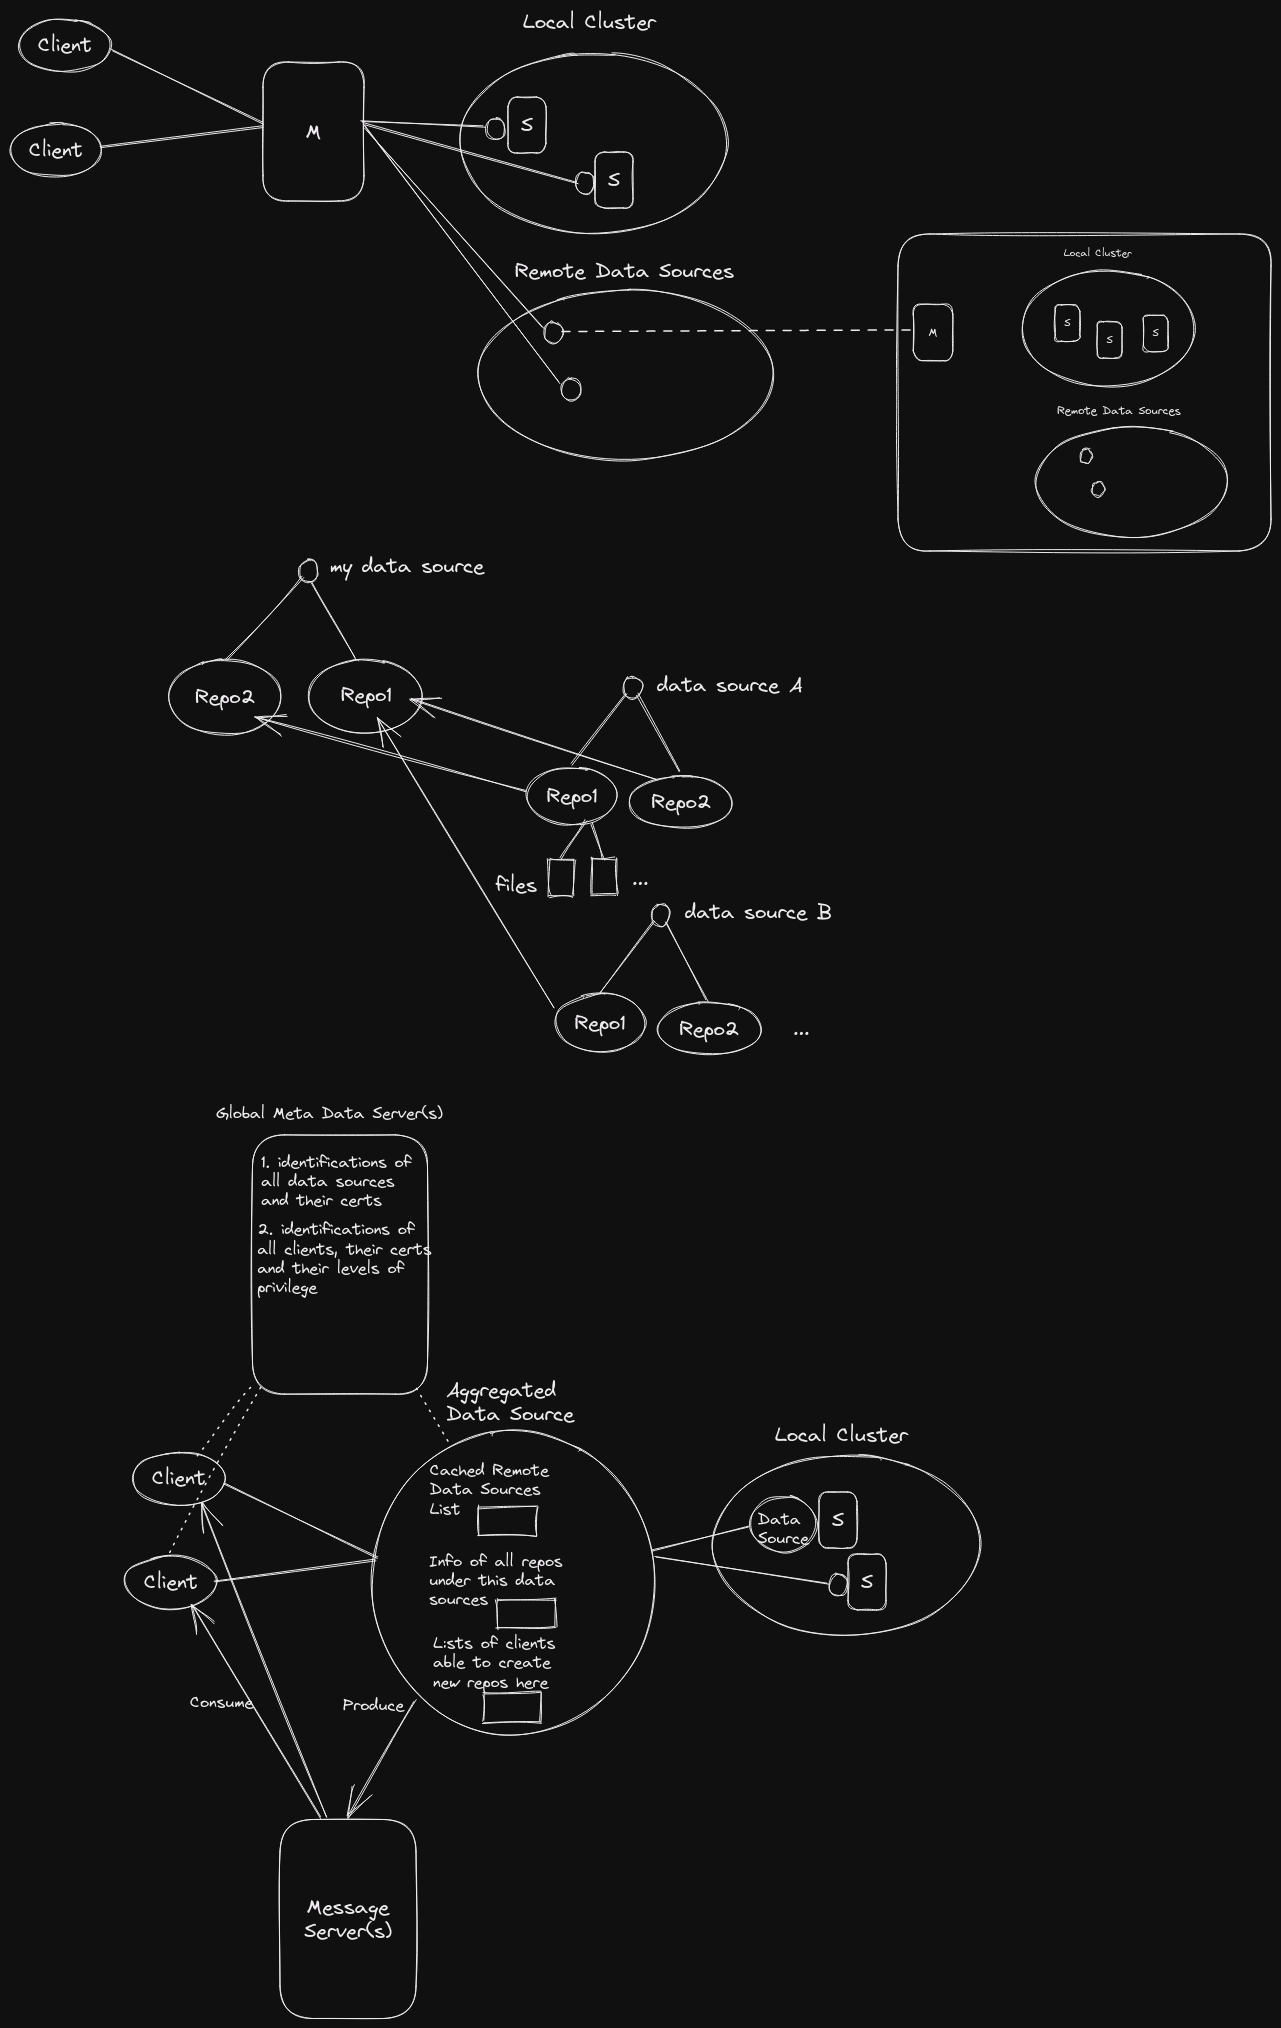 Local Cluster
Client
Client
M
S
S
Remote Data Sources
Local Cluster
M
S
S
S
Remote Data Sources
my data source
Repo2
Repo1
data source A
Repo1
Repo2
files
...
data source B
Repo1
Repo2
...
Global Meta Data Server(s)
1. identifications of
all data sources
and their certs
2. identifications of
all clients, their certs
and their levels of
privilege
Aggregated
Data Source
Cached Remote
Data Sources
List
Info of all repos
under this data
sources
Lists of clients
able to create
new repos here
Client
Client
Local Cluster
Data
Source
S
S
Consume
Produce
Message
Server(s)